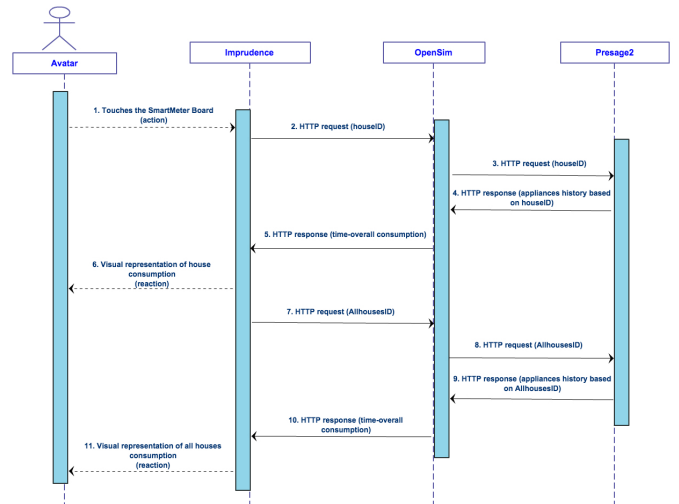 Avatar
Imprudence
OpenSim
Presage2
1. Touches the SmartMeter Board
(action)
2. HTTP request (houseID)
3. HTTP request (houseID)
4. HTTP response (appliances history based
on houseID)
5. HTTP response (time-overall consumption)
6. Visual representation of house
consumption
(reaction)
7. HTTP request (AllhousesID)
8. HTTP request (AllhousesID)
9. HTTP response (appliances history based
on AllhousesID)
10. HTTP response (time-overall
consumption)
11. Visual representation of all houses
consumption
(reaction)